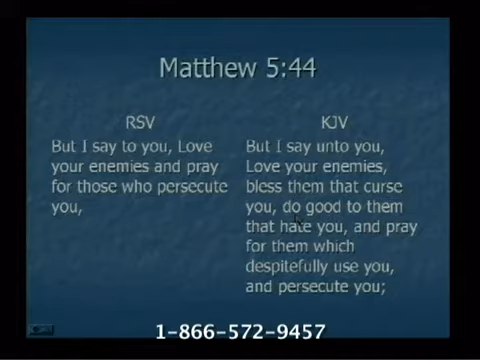 Matthew 5:44
RSV
But I say to you, Love
your enemies and pray
for those who persecute
you,
KJV
But I say unto you,
Love your enemies,
bless them that curse
you, do good to them
that hate you, and pray
for them which
despitefully use you,
and persecute you;
1-866-572-9457